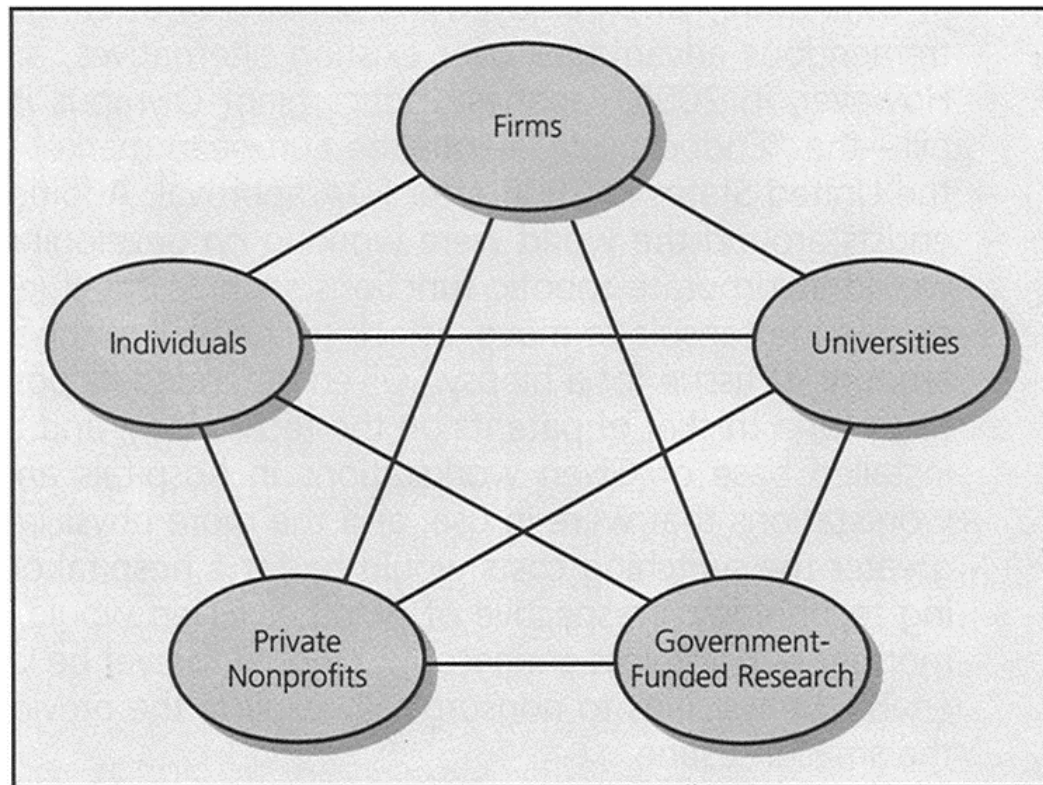 Firms
Individuals
Universities
Private
Nonprofits
Government-
Funded Research